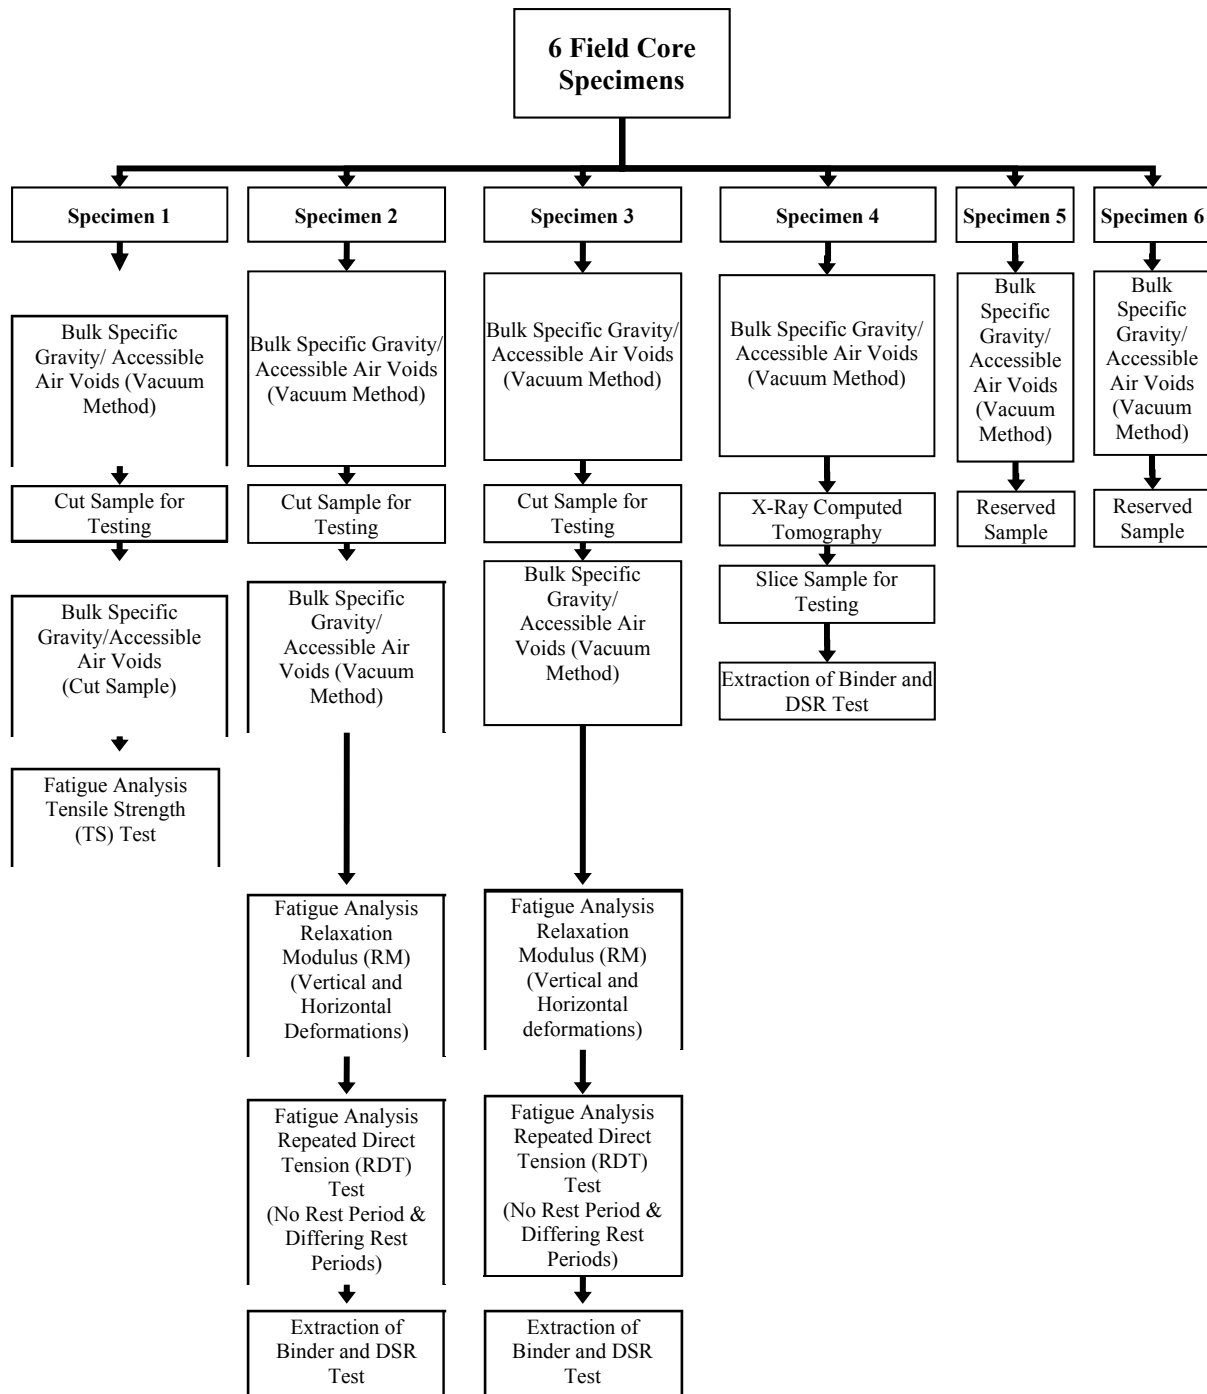 6 Field Core
Specimens
Specimen 1
Specimen 2
Specimen 3
Specimen 4
Specimen 5
Specimen 6
Bulk Specific
Gravity/ Accessible
Air Voids (Vacuum
Method)
Bulk Specific Gravity/
Accessible Air Voids
(Vacuum Method)
Bulk Specific Gravity/
Accessible Air Voids
(Vacuum Method)
Bulk Specific Gravity/
Accessible Air Voids
(Vacuum Method)
Bulk
Specific
Gravity/
Accessible
Air Voids
(Vacuum
Method)
Bulk
Specific
Gravity/
Accessible
Air Voids
(Vacuum
Method)
Cut Sample for
Testing
Cut Sample for
Testing
Cut Sample for
Testing
X-Ray Computed
Tomography
Reserved
Sample
Reserved
Sample
Bulk Specific
Gravity/Accessible
Air Voids
(Cut Sample)
Bulk Specific
Gravity/
Accessible Air
Voids (Vacuum
Method)
Bulk Specific
Gravity/
Accessible Air
Voids (Vacuum
Method)
Slice Sample for
Testing
Extraction of Binder and
DSR Test
Fatigue Analysis
Tensile Strength
(TS) Test
Fatigue Analysis
Relaxation
Modulus (RM)
(Vertical and
Horizontal
Deformations)
Fatigue Analysis
Relaxation
Modulus (RM)
(Vertical and
Horizontal
deformations)
Fatigue Analysis
Repeated Direct
Tension (RDT)
Test
(No Rest Period &
Differing Rest
Periods)
Fatigue Analysis
Repeated Direct
Tension (RDT)
Test
(No Rest Period &
Differing Rest
Periods)
Extraction of
Binder and DSR
Test
Extraction of
Binder and DSR
Test